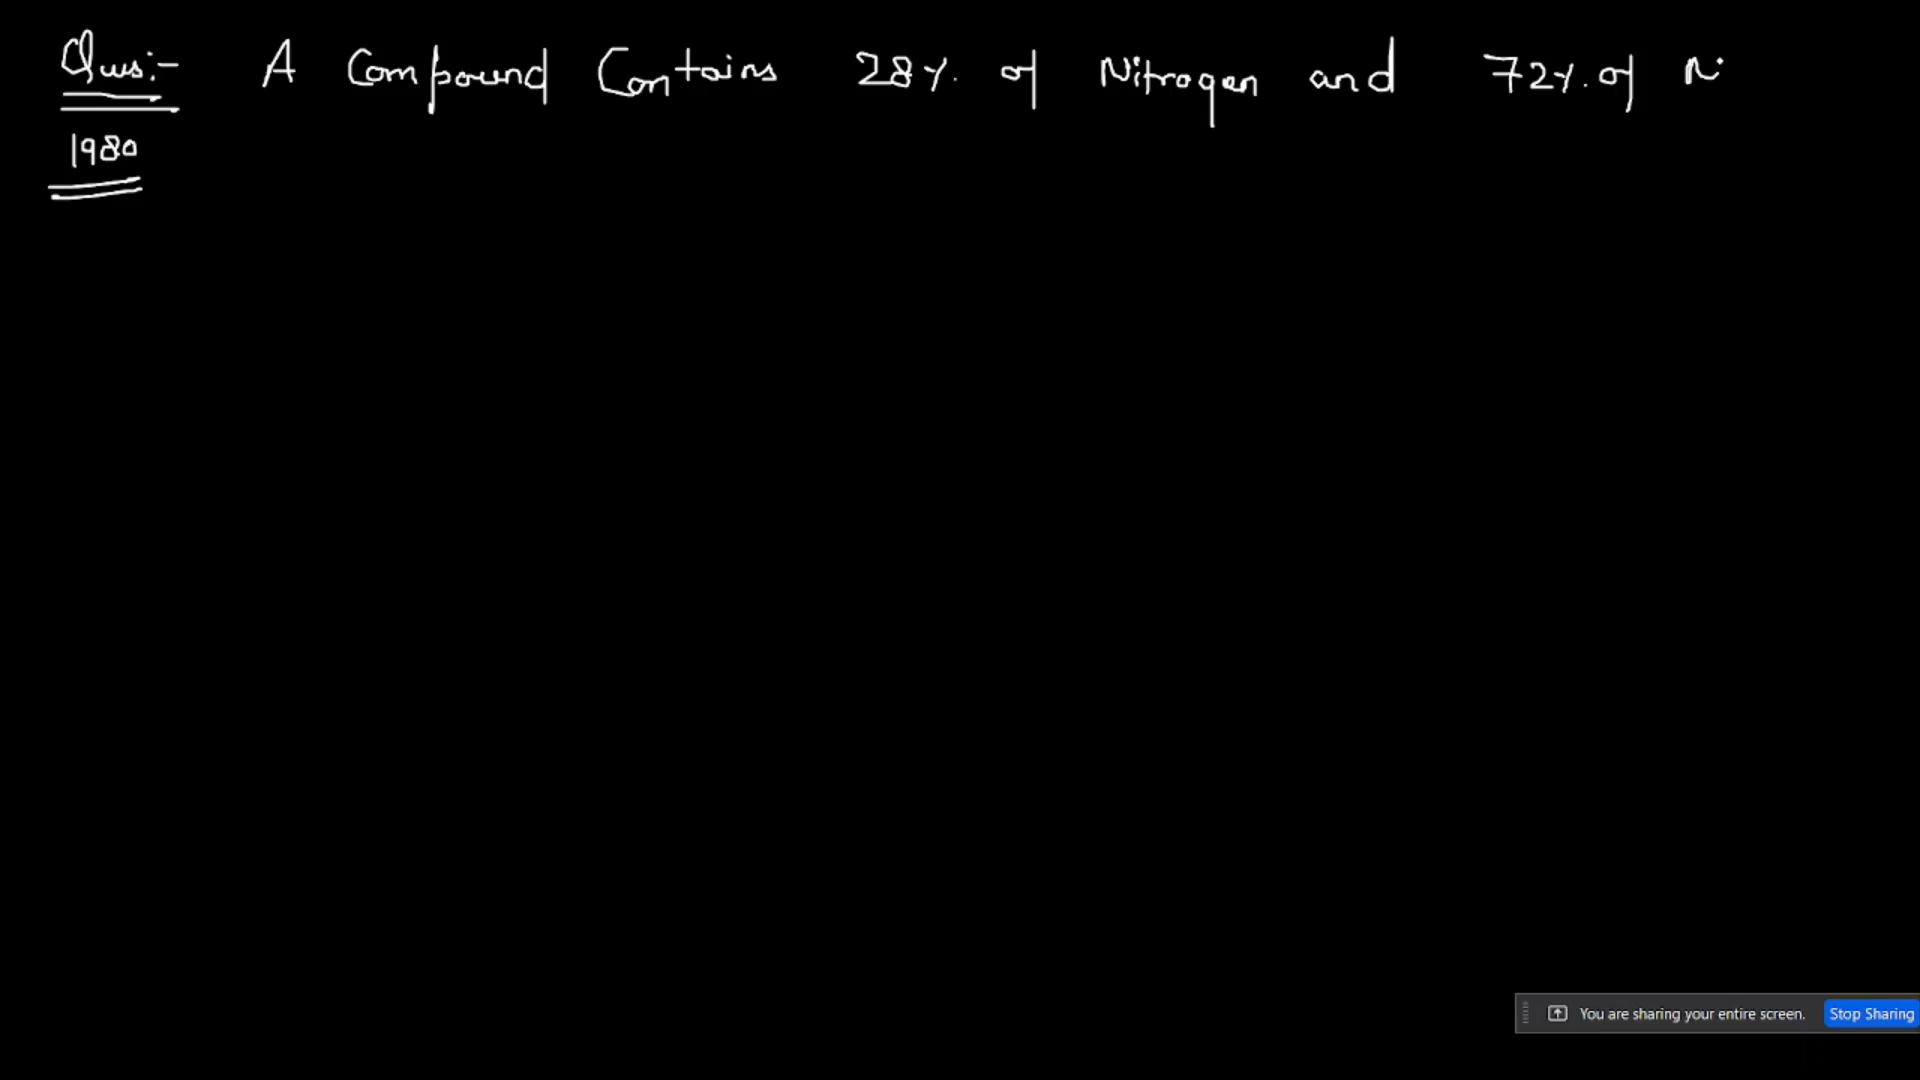 Ques:- A Compound Contains 28%. of Nitrogen and 72%. of
1980
You are sharing your entire screen. Stop Sharing